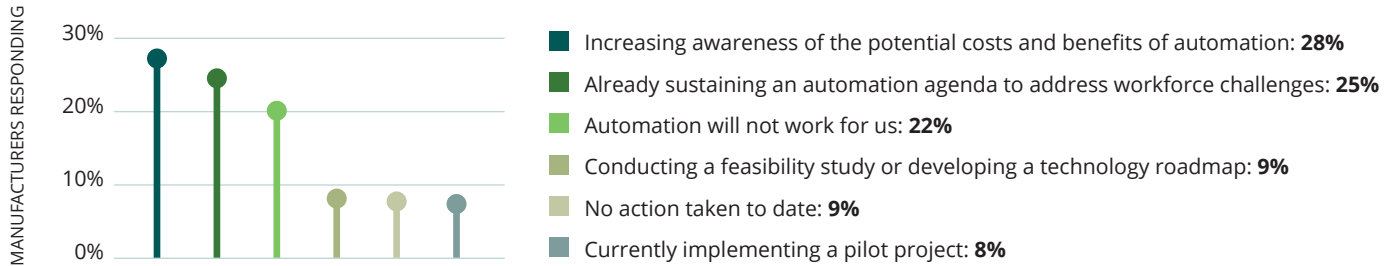 MANUFACTURERS RESPONDING
30%
20%
10%
0%
Increasing awareness of the potential costs and benefits of automation: 28%
Already sustaining an automation agenda to address workforce challenges: 25%
Automation will not work for us: 22%
Conducting a feasibility study or developing a technology roadmap: 9%
No action taken to date: 9%
Currently implementing a pilot project: 8%